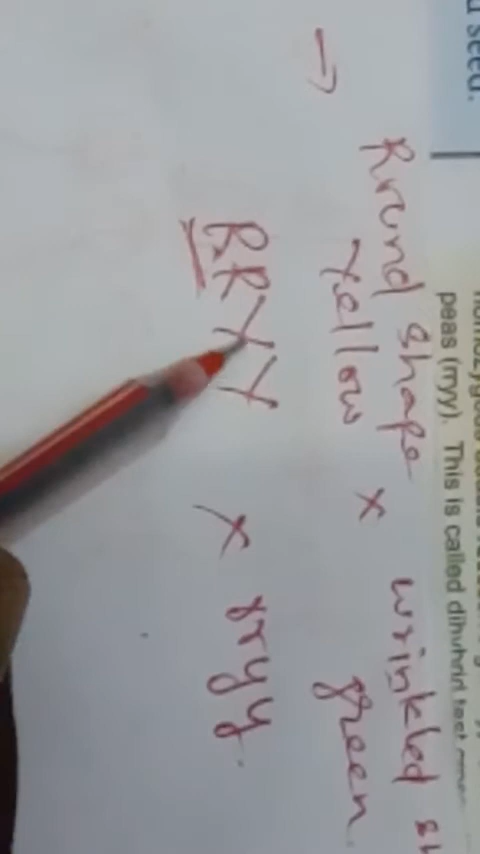 seed.
peas (rryy). This is called dihybrid test
→ Round shape × wrinkled
Yellow green
RRYY × rryy.